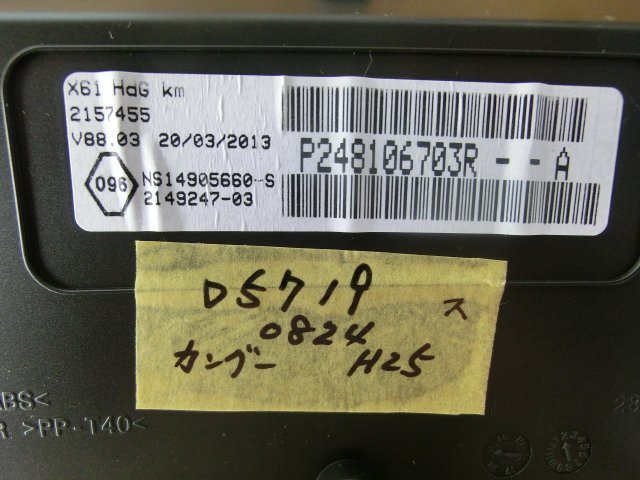 X61 HdG km
2157455
V88.03 20/03/2013
P248106703R--A
096
NS14905660-S
2149247-03
D5719
ス
0824
カングー H25
ABS<
R >PP-T40<